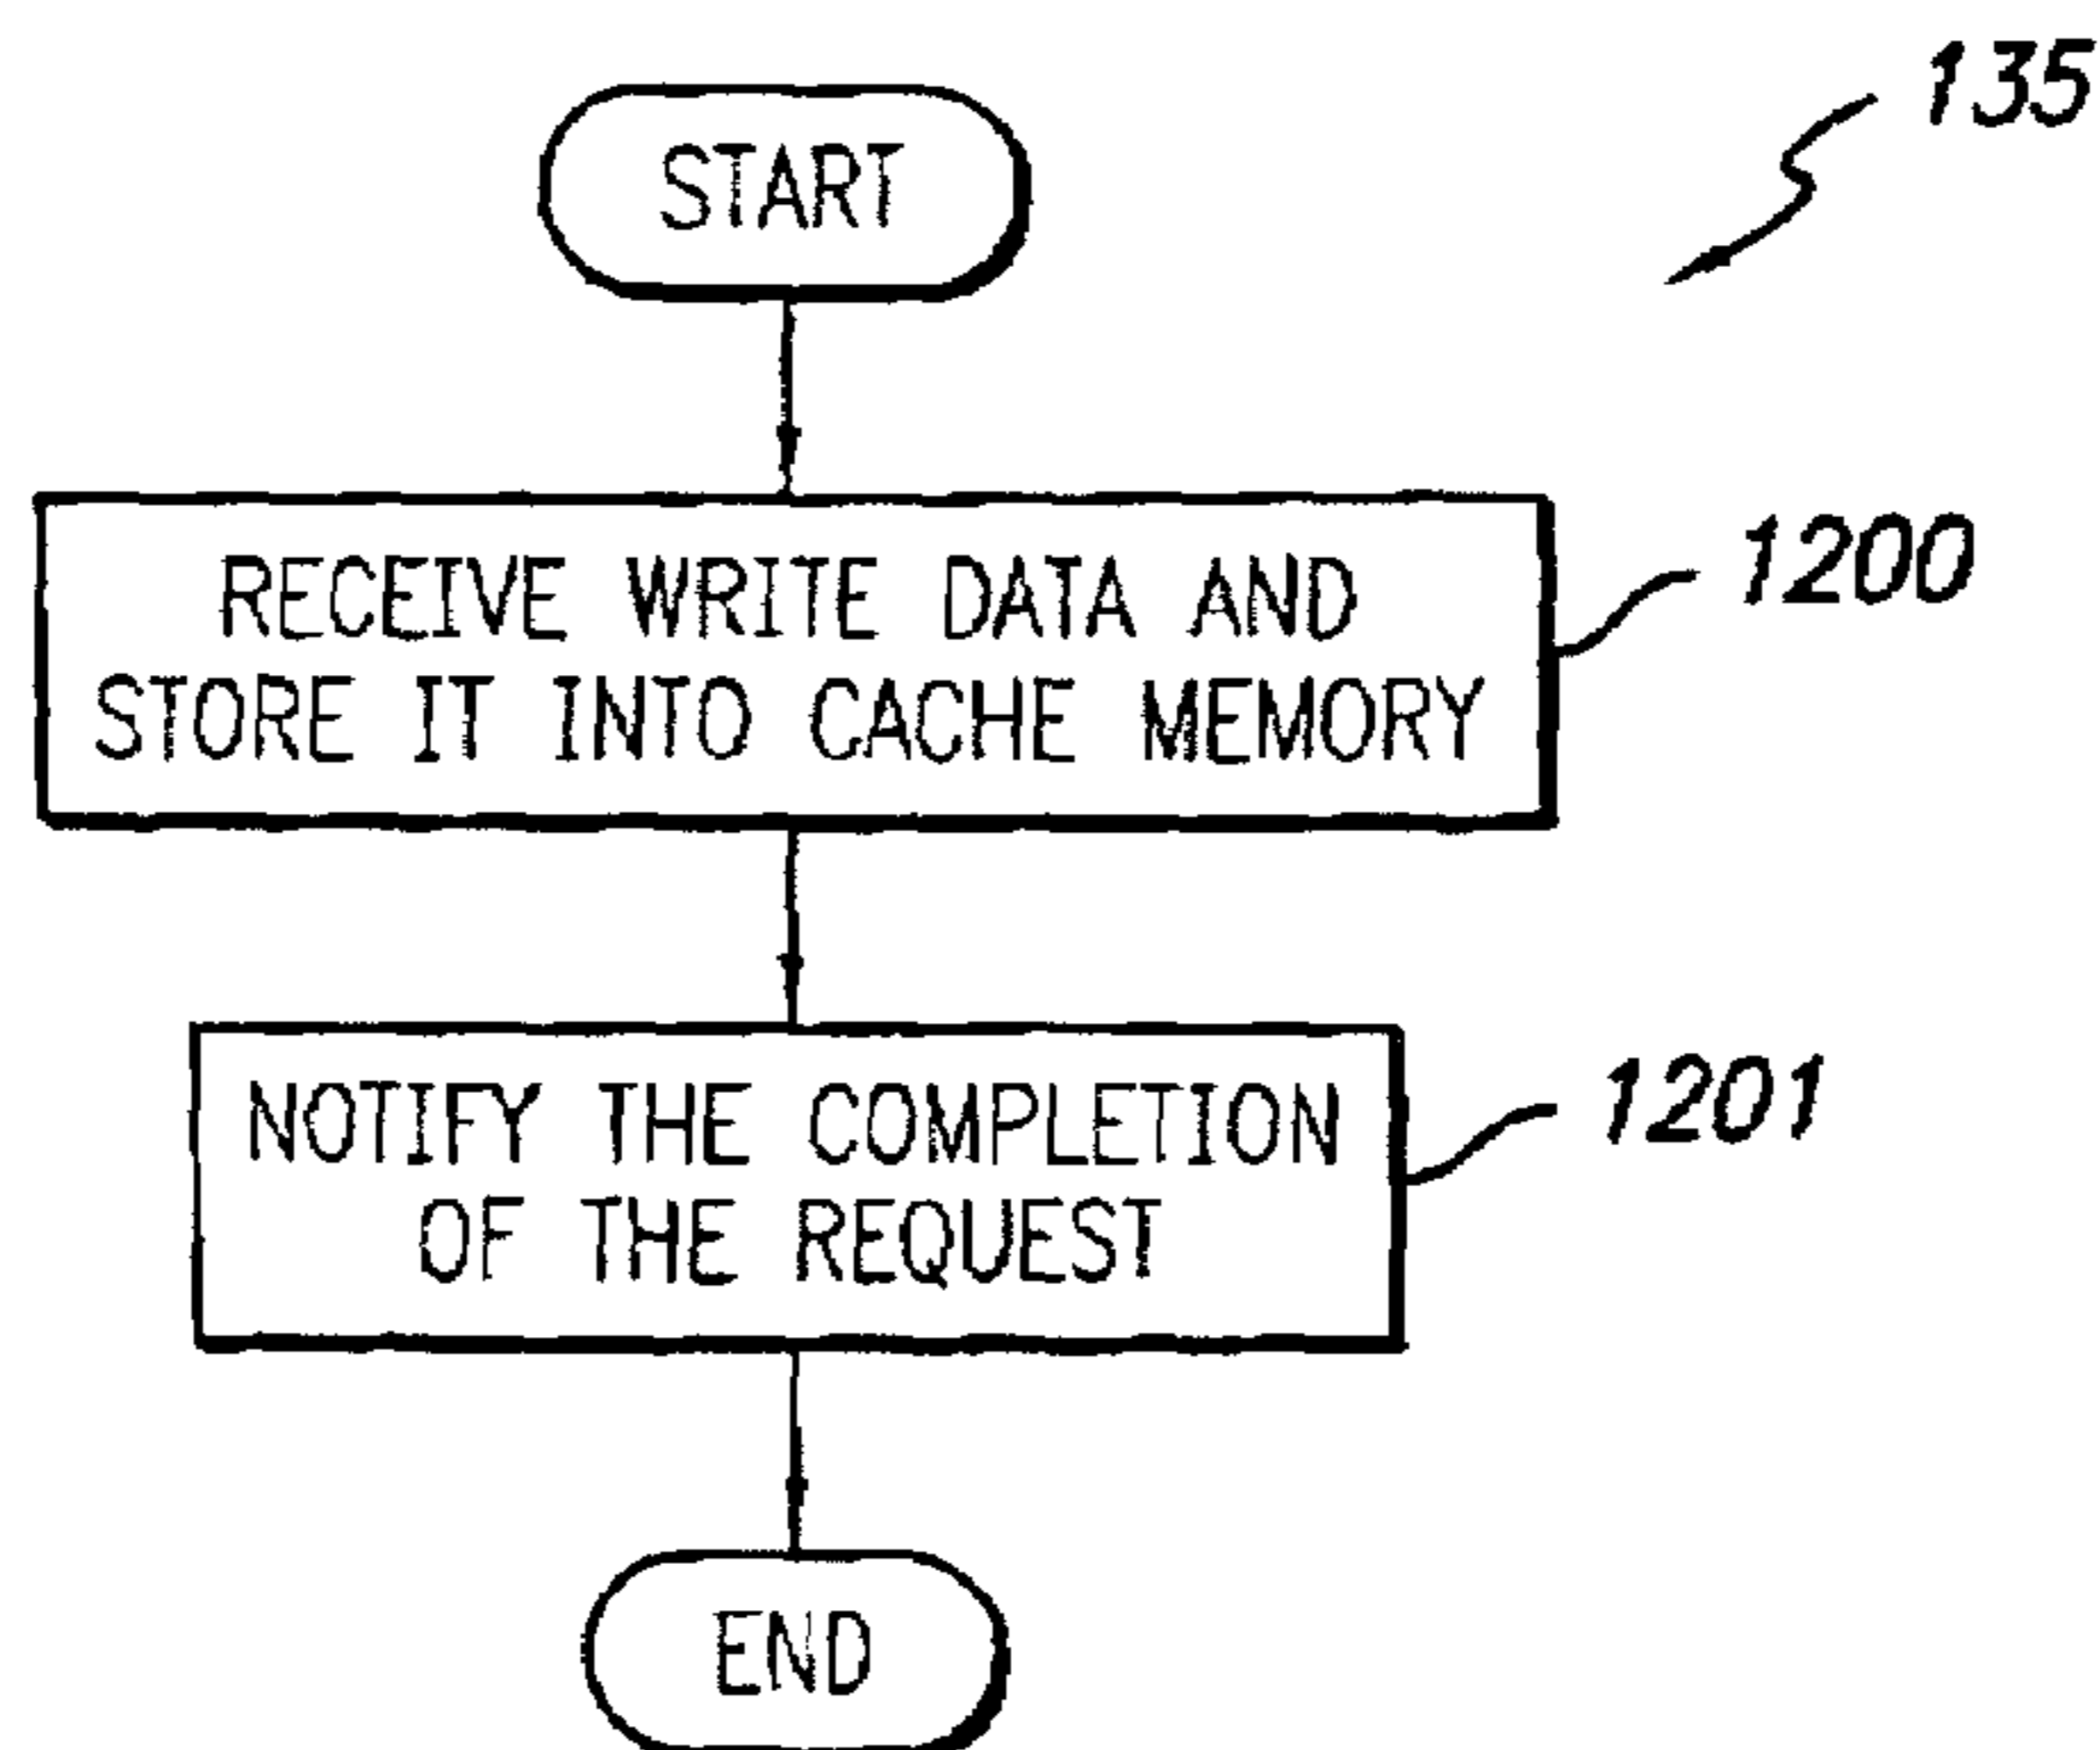 135
START
RECEIVE WRITE DATA AND
STORE IT INTO CACHE MEMORY
1200
NOTIFY THE COMPLETION
OF THE REQUEST
1201
END